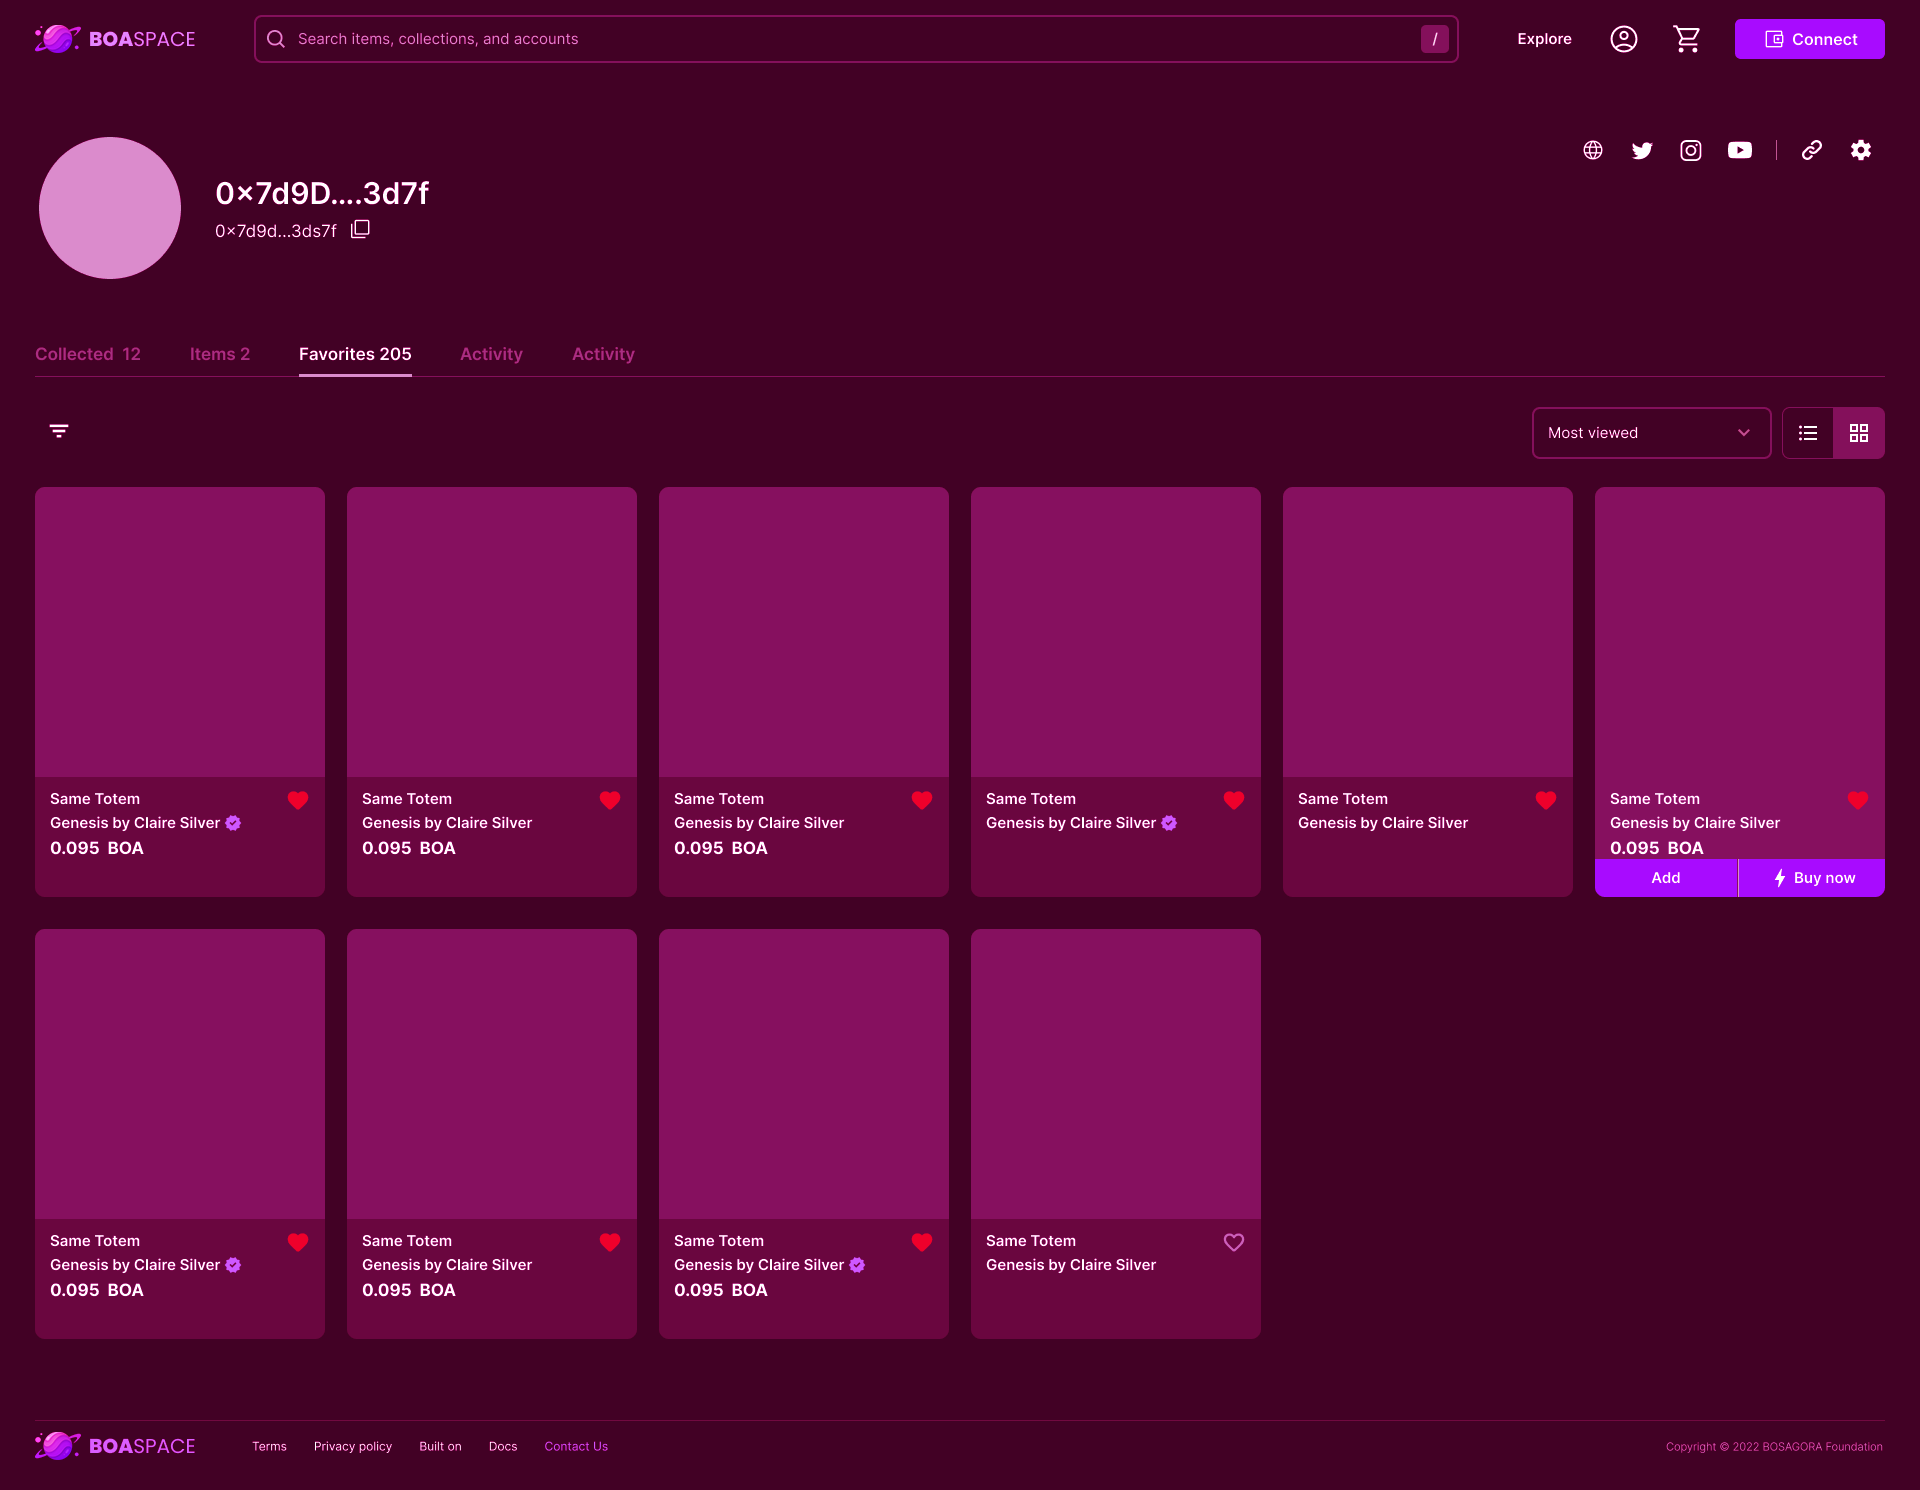 BOASPACE
Search items, collections, and accounts
/
Explore
Connect
0×7d9D....3d7f
0×7d9d...3ds7f
Collected 12
Items 2
Favorites 205
Activity
Activity
Most viewed
Same Totem
Genesis by Claire Silver
0.095 BOA
Same Totem
Genesis by Claire Silver
0.095 BOA
Same Totem
Genesis by Claire Silver
0.095 BOA
Same Totem
Genesis by Claire Silver
Same Totem
Genesis by Claire Silver
Same Totem
Genesis by Claire Silver
0.095 BOA
Add
Buy now
Same Totem
Genesis by Claire Silver
0.095 BOA
Same Totem
Genesis by Claire Silver
0.095 BOA
Same Totem
Genesis by Claire Silver
0.095 BOA
Same Totem
Genesis by Claire Silver
BOASPACE
Terms
Privacy policy
Built on
Docs
Contact Us
Copyright © 2022 BOSAGORA Foundation